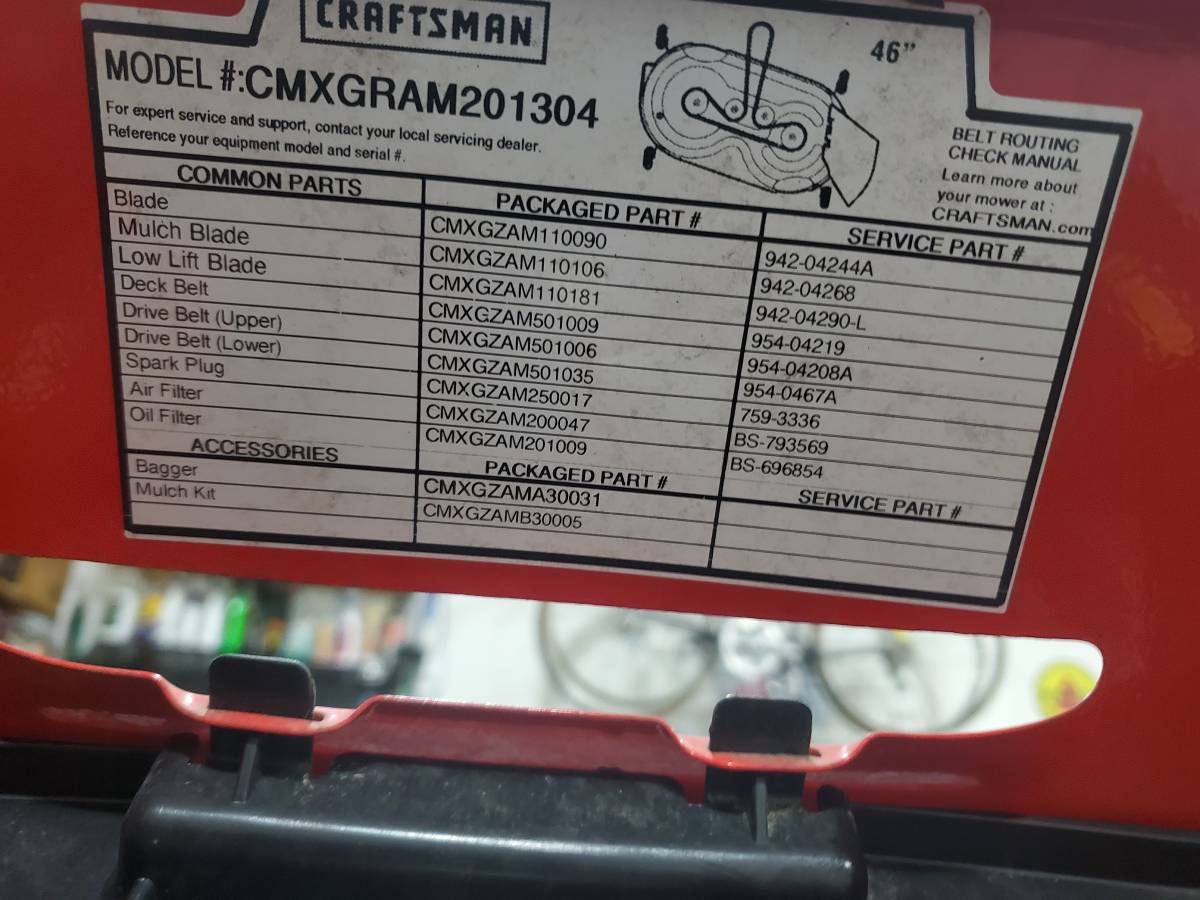 CRAFTSMAN
MODEL #:CMXGRAM201304
For expert service and support, contact your local servicing dealer.
Reference your equipment model and serial #.
46”
BELT ROUTING
CHECK MANUAL
Learn more about
your mower at :
CRAFTSMAN.com
COMMON PARTS PACKAGED PART # SERVICE PART #
Blade CMXGZAM110090 942-04244A
Mulch Blade CMXGZAM110106 942-04268
Low Lift Blade CMXGZAM110181 942-04290-L
Deck Belt CMXGZAM501009 954-04219
Drive Belt (Upper) CMXGZAM501006 954-04208A
Drive Belt (Lower) CMXGZAM501035 954-0467A
Spark Plug CMXGZAM250017 759-3336
Air Filter CMXGZAM200047 BS-793569
Oil Filter CMXGZAM201009 BS-696854
ACCESSORIES PACKAGED PART # SERVICE PART #
Bagger CMXGZAMA30031
Mulch Kit CMXGZAMB30005